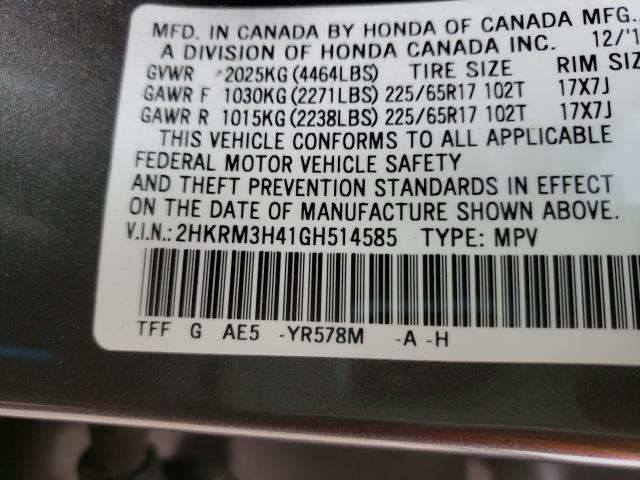 MFD. IN CANADA BY HONDA OF CANADA MFG.
A DIVISION OF HONDA CANADA INC. 12/'1
GVWR 2025KG (4464LBS) TIRE SIZE RIM SIZE
GAWR F 1030KG (2271LBS) 225/65R17 102T 17X7J
GAWR R 1015KG (2238LBS) 225/65R17 102T 17X7J
THIS VEHICLE CONFORMS TO ALL APPLICABLE
FEDERAL MOTOR VEHICLE SAFETY
AND THEFT PREVENTION STANDARDS IN EFFECT
ON THE DATE OF MANUFACTURE SHOWN ABOVE.
V.I.N.: 2HKRM3H41GH514585 TYPE: MPV
TFF G AE5 -YR578M -A -H